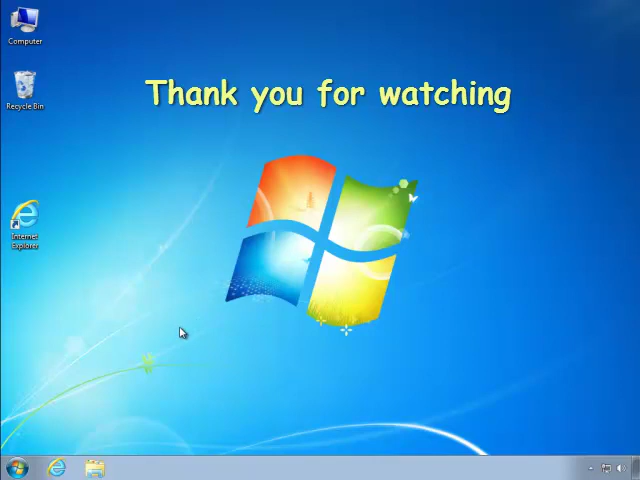 Computer
Thank you for watching
Recycle Bin
Internet
Explorer